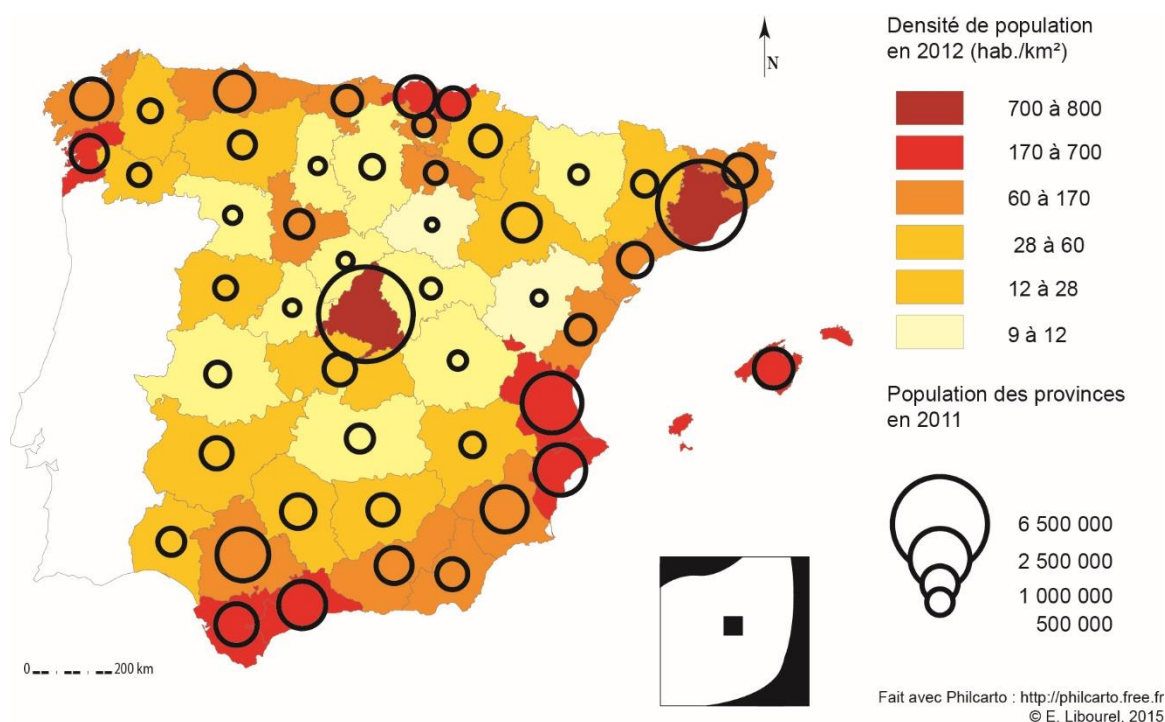 Densité de population
en 2012 (hab./km²)
N
700 à 800
170 à 700
60 à 170
28 à 60
12 à 28
9 à 12
Population des provinces
en 2011
6 500 000
2 500 000
1 000 000
500 000
0 200 km
Fait avec Philcarto : http://philcarto.free.fr
© E. Libourel, 2015